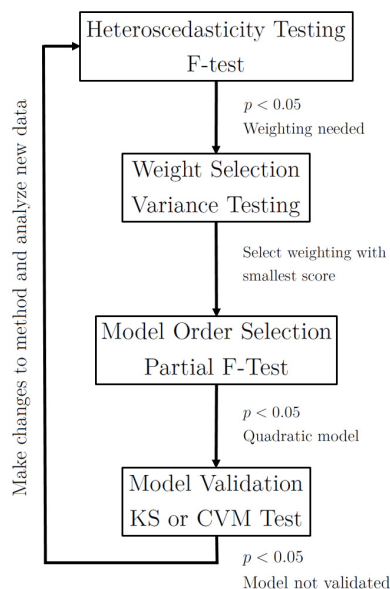 Heteroscedasticity Testing
F-test
p < 0.05
Weighting needed
Weight Selection
Variance Testing
Select weighting with
smallest score
Model Order Selection
Partial F-Test
p < 0.05
Quadratic model
Model Validation
KS or CVM Test
p < 0.05
Model not validated
Make changes to method and analyze new data